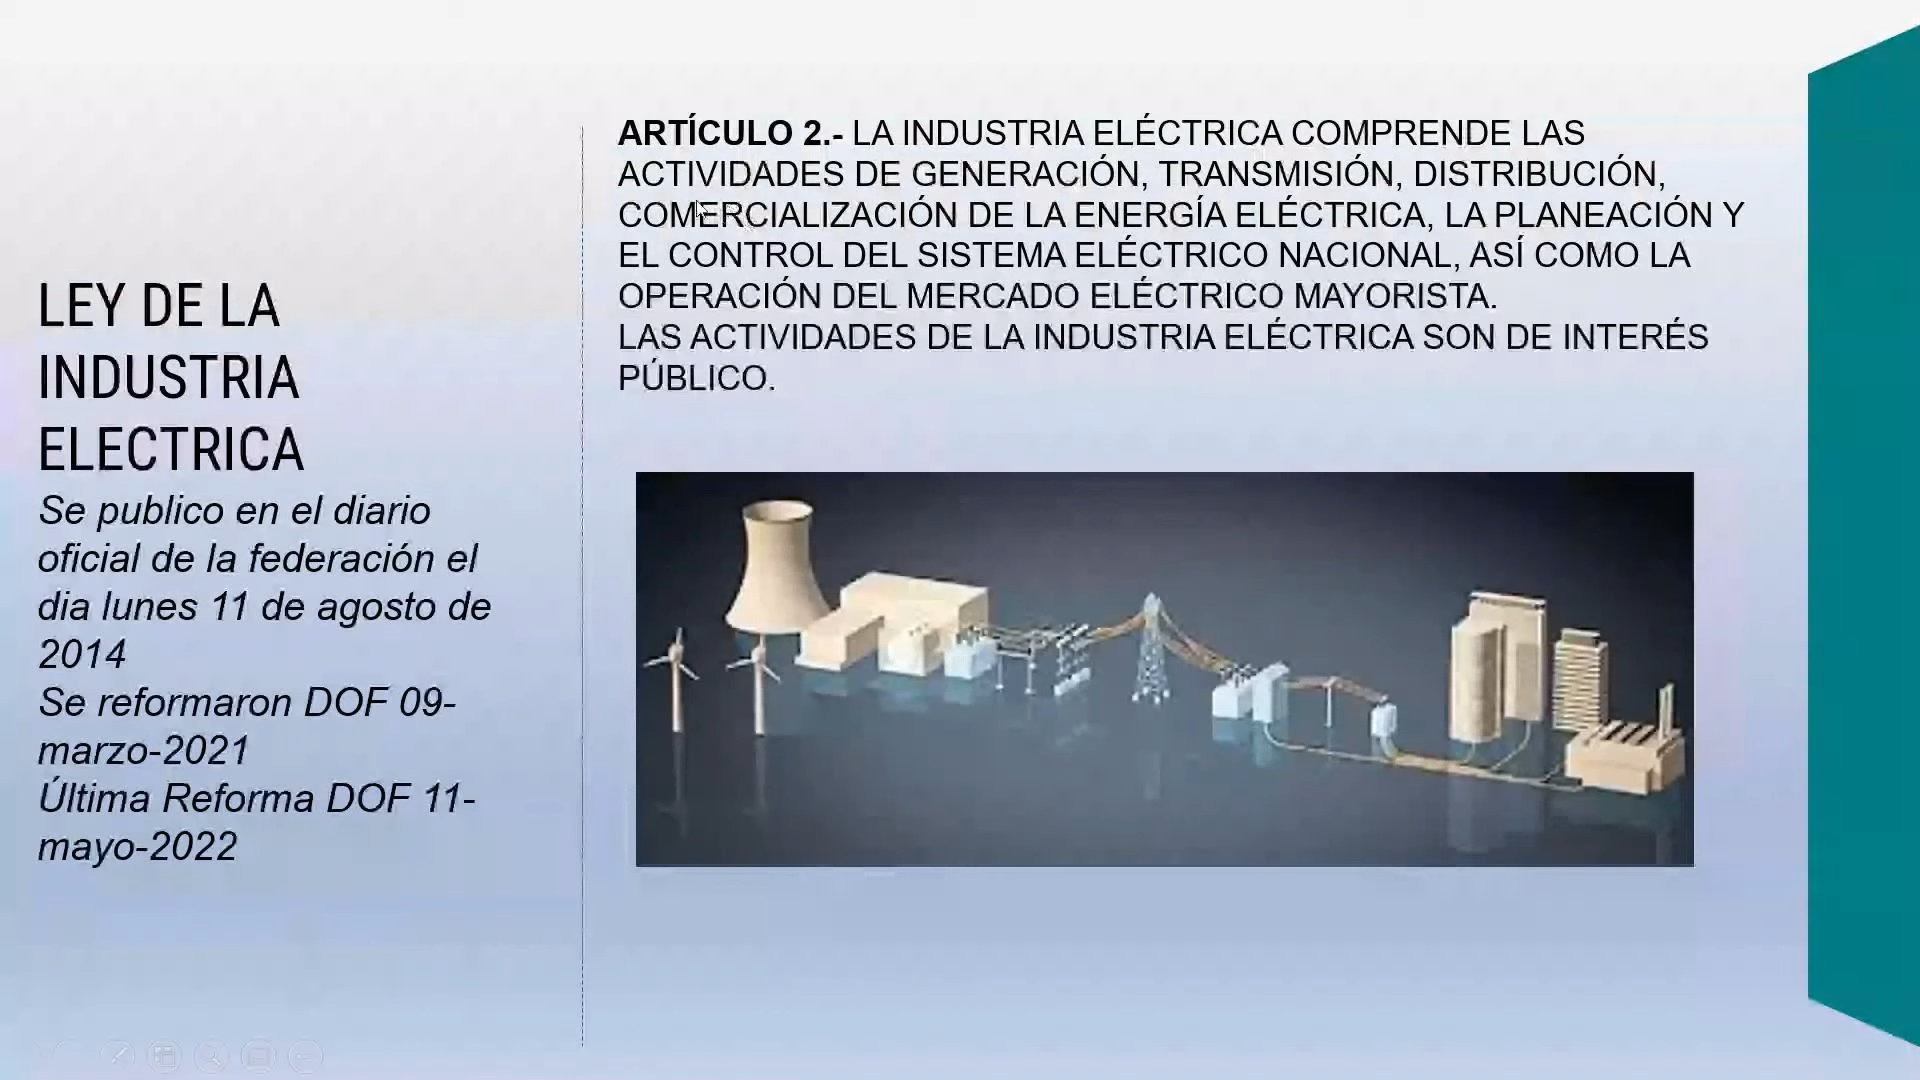 LEY DE LA
INDUSTRIA
ELECTRICA
Se publico en el diario
oficial de la federación el
dia lunes 11 de agosto de
2014
Se reformaron DOF 09-
marzo-2021
Última Reforma DOF 11-
mayo-2022
ARTÍCULO 2.- LA INDUSTRIA ELÉCTRICA COMPRENDE LAS
ACTIVIDADES DE GENERACIÓN, TRANSMISIÓN, DISTRIBUCIÓN,
COMERCIALIZACIÓN DE LA ENERGÍA ELÉCTRICA, LA PLANEACIÓN Y
EL CONTROL DEL SISTEMA ELÉCTRICO NACIONAL, ASÍ COMO LA
OPERACIÓN DEL MERCADO ELÉCTRICO MAYORISTA.
LAS ACTIVIDADES DE LA INDUSTRIA ELÉCTRICA SON DE INTERÉS
PÚBLICO.